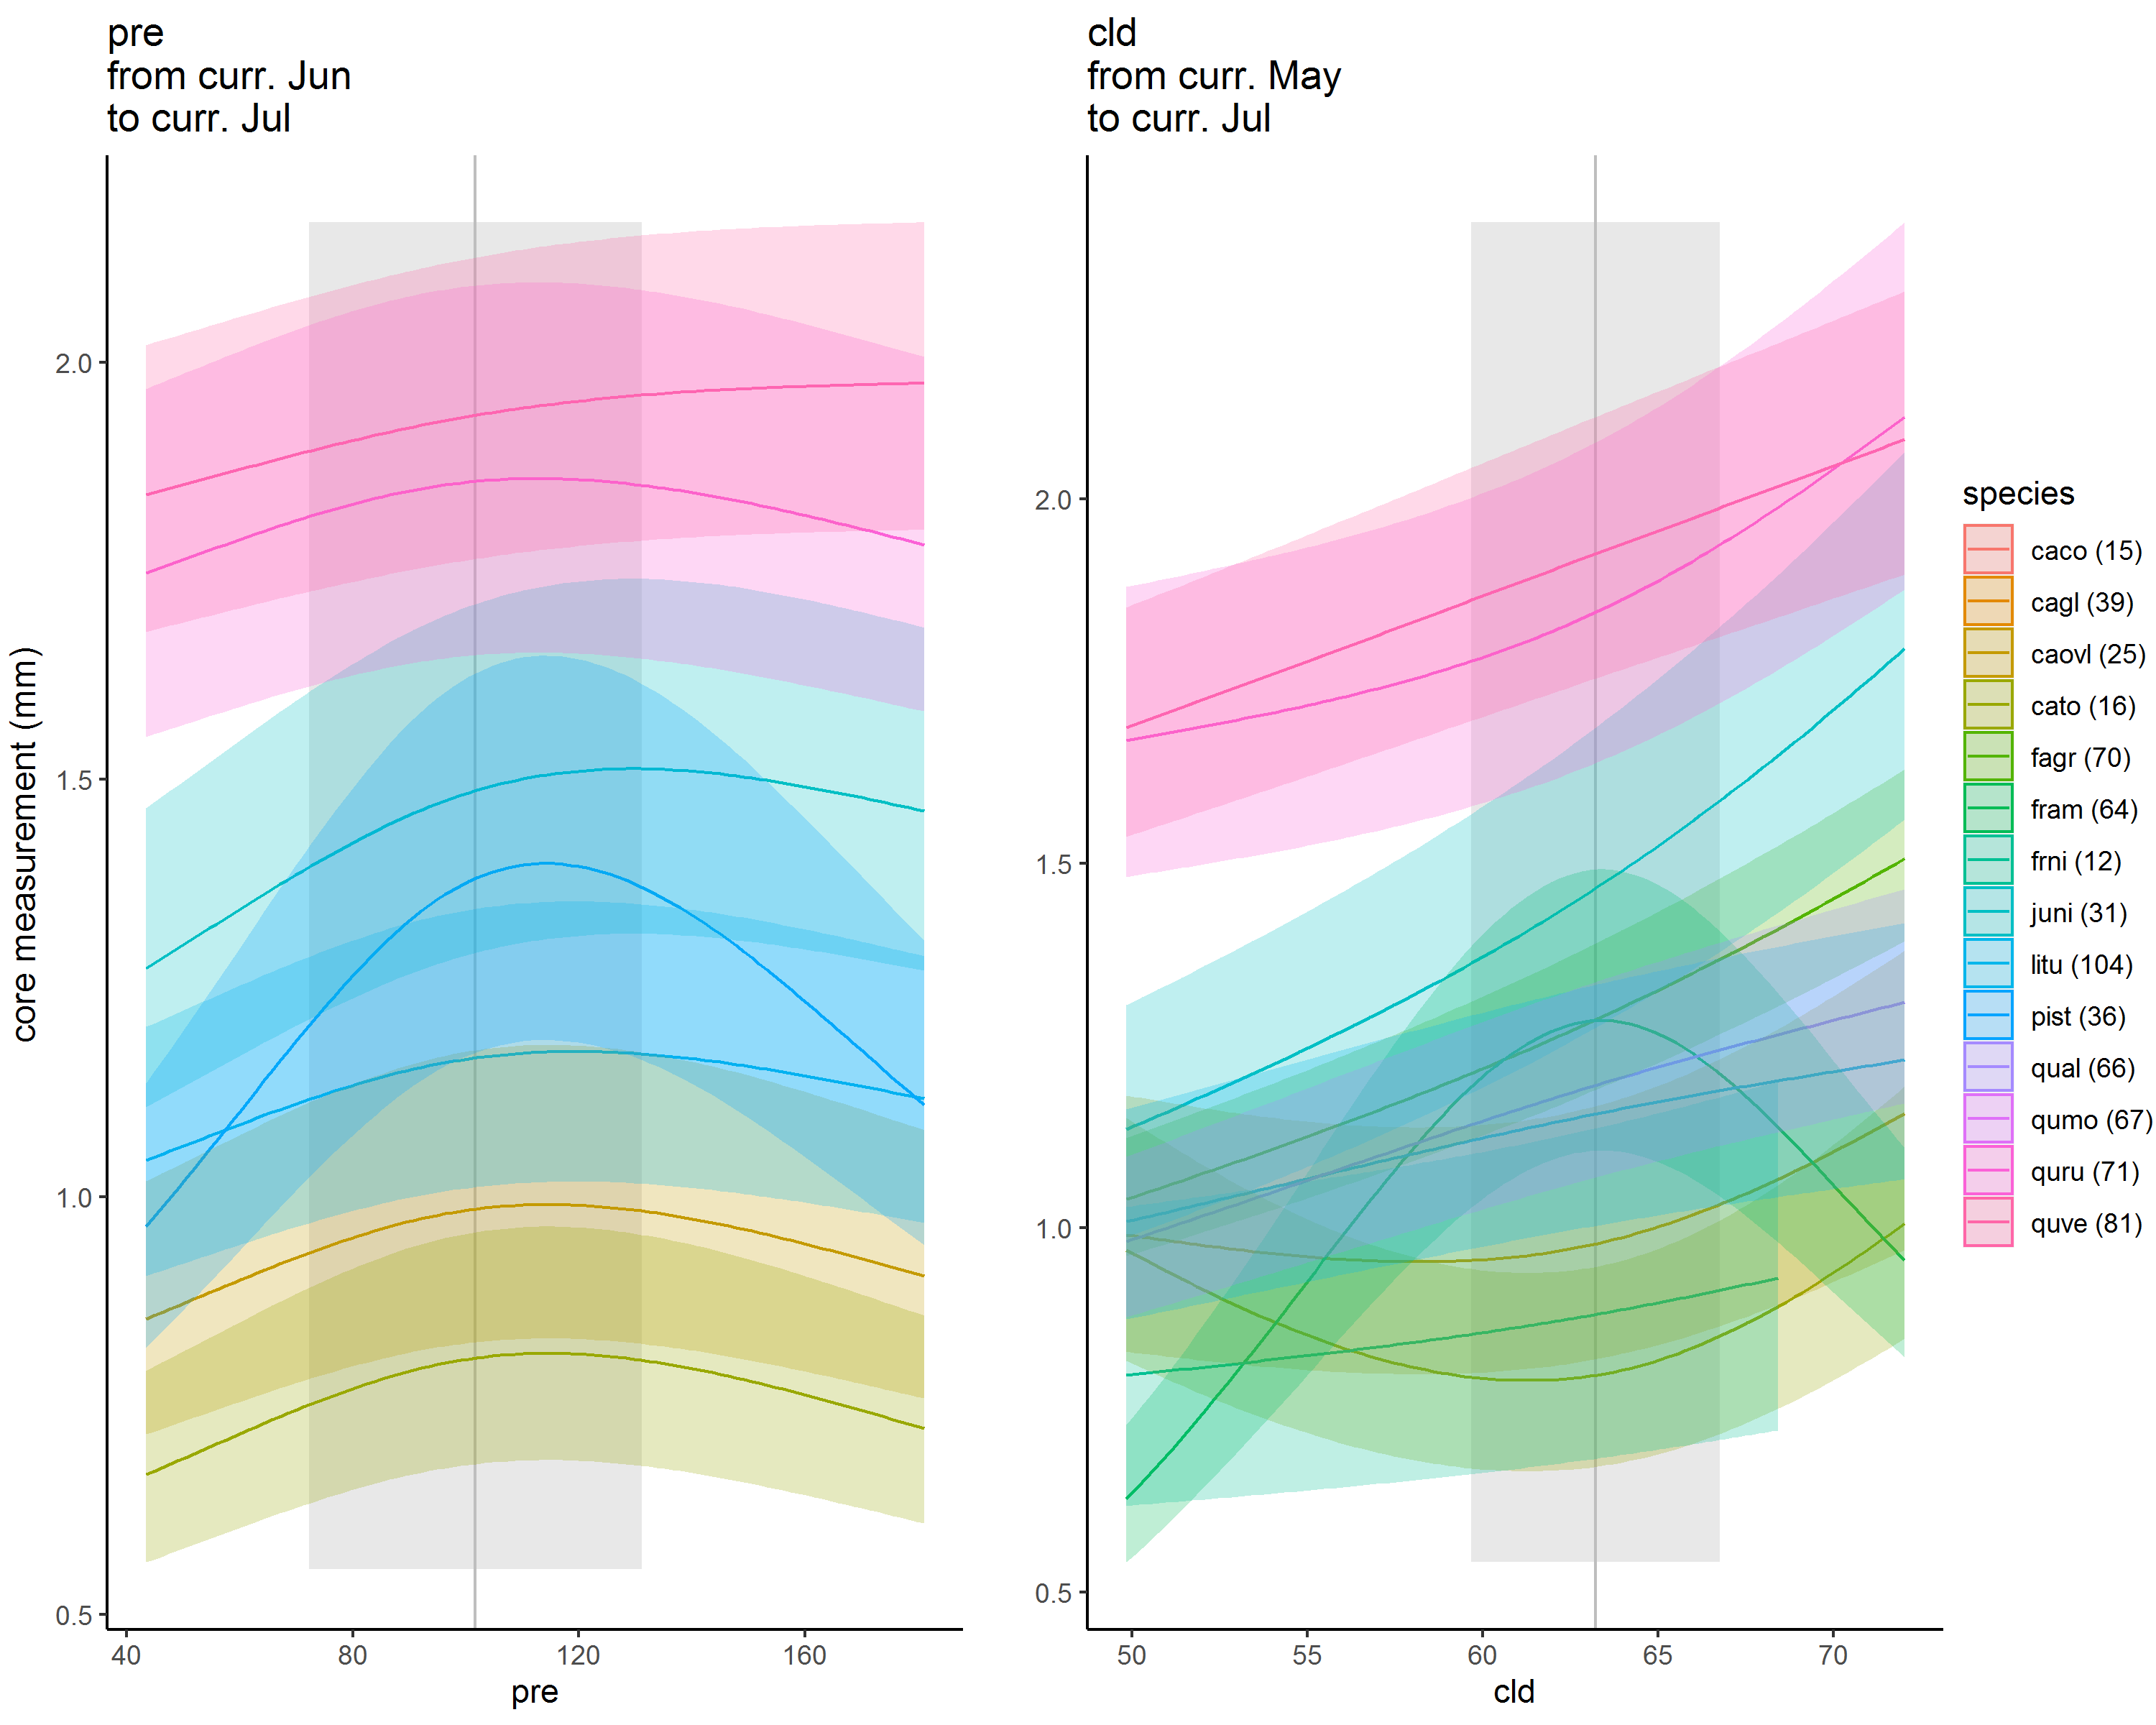 pre
from curr. Jun
to curr. Jul
cld
from curr. May
to curr. Jul
core measurement (mm)
2.0
1.5
1.0
0.5
40
80
120
160
pre
2.0
1.5
1.0
0.5
50
55
60
65
70
cld
species
caco (15)
cagl (39)
caovl (25)
cato (16)
fagr (70)
fram (64)
frni (12)
juni (31)
litu (104)
pist (36)
qual (66)
qumo (67)
quru (71)
quve (81)